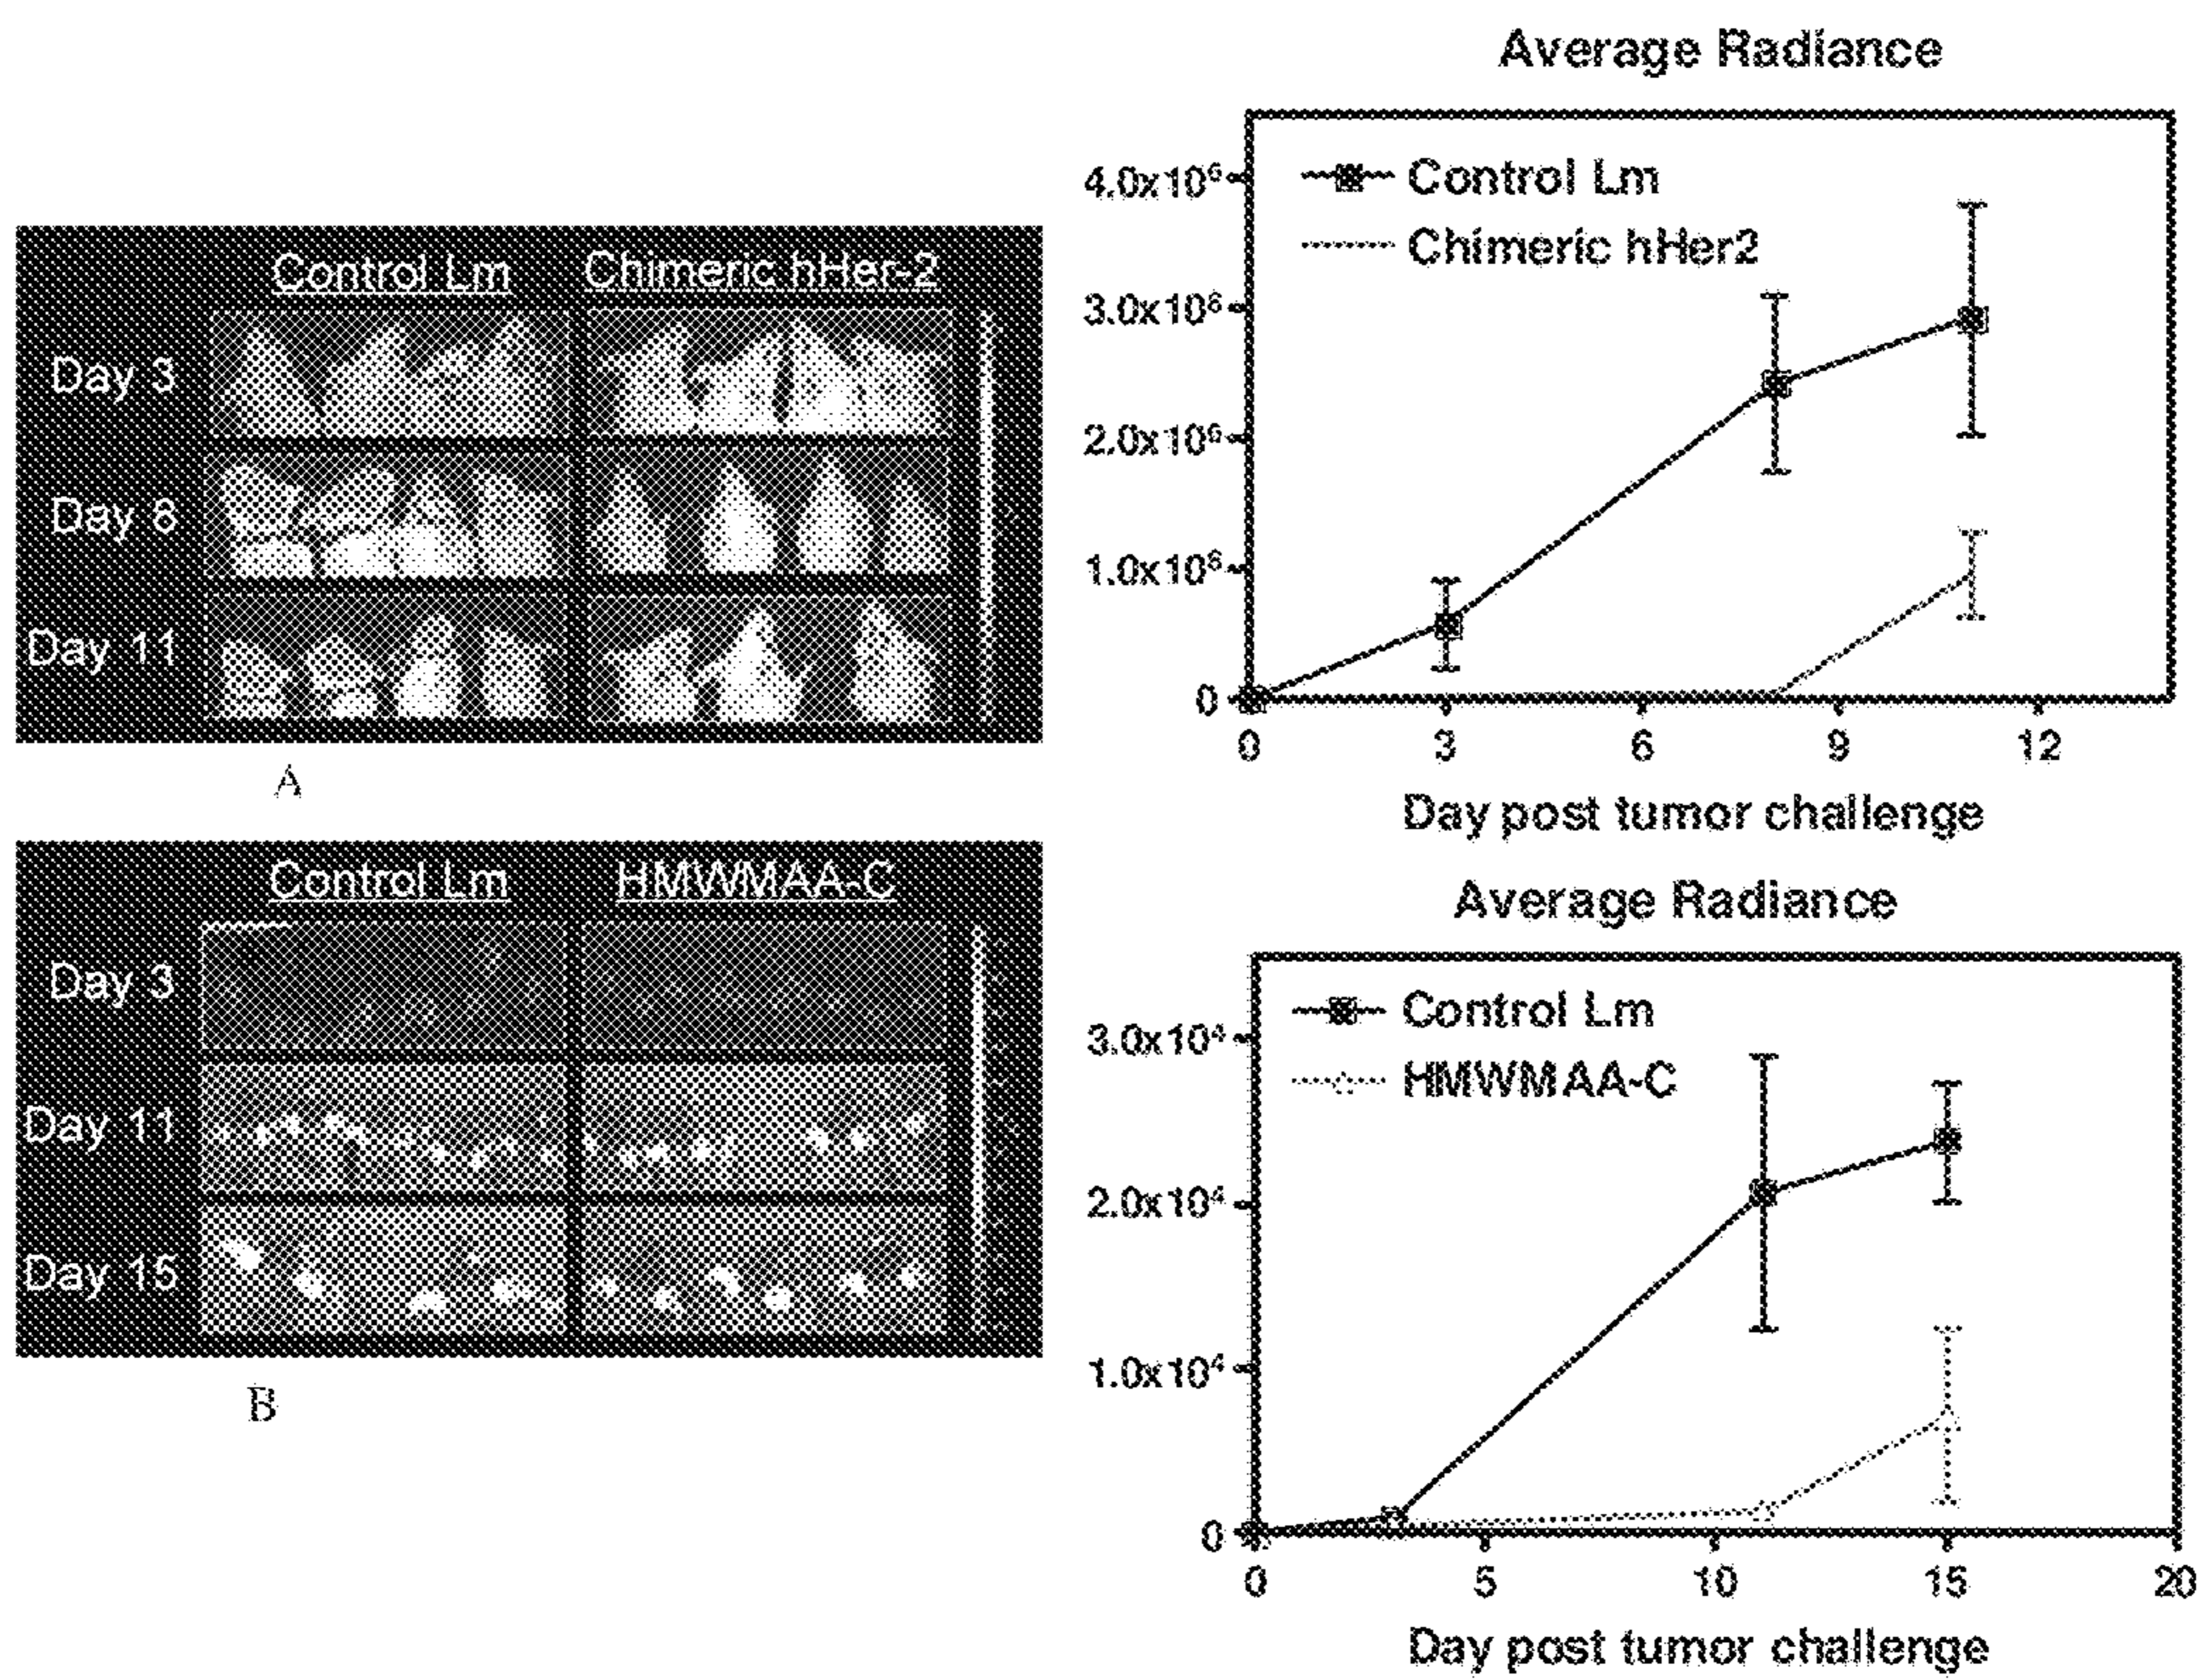 Control Lm Chimeric hHer-2
Day 3
Day 8
Day 11
A
Average Radiance
Control Lm
Chimeric hHer2
4.0x10⁶
3.0x10⁶
2.0x10⁶
1.0x10⁶
0
0 3 6 9 12
Day post tumor challenge
Control Lm HMWMAA-C
Day 3
Day 11
Day 15
B
Average Radiance
Control Lm
HMWMAA-C
3.0x10⁴
2.0x10⁴
1.0x10⁴
0
0 5 10 15 20
Day post tumor challenge